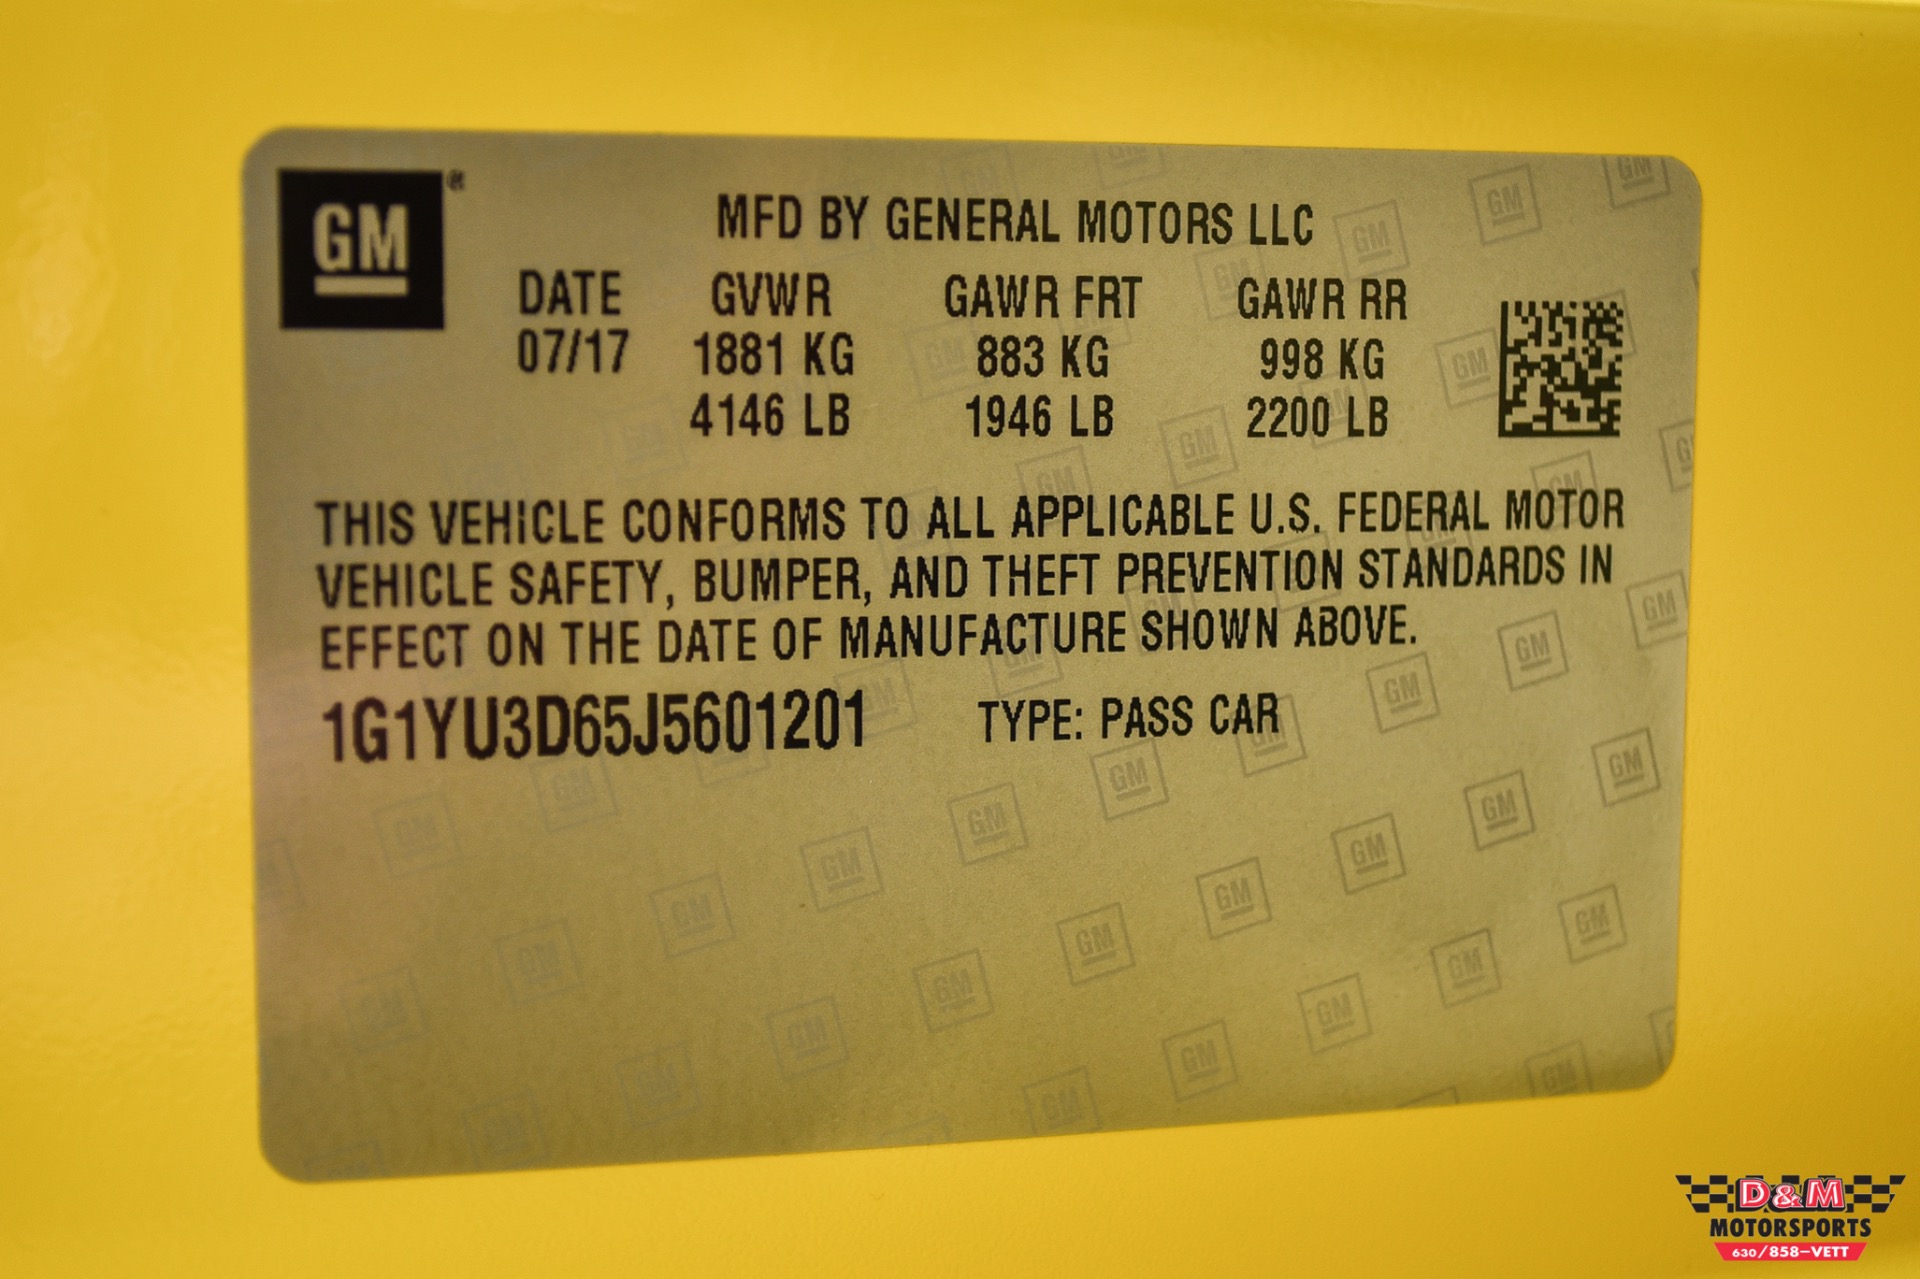 GM®
MFD BY GENERAL MOTORS LLC
DATE GVWR GAWR FRT GAWR RR
07/17 1881 KG 883 KG 998 KG
4146 LB 1946 LB 2200 LB
THIS VEHICLE CONFORMS TO ALL APPLICABLE U.S. FEDERAL MOTOR
VEHICLE SAFETY, BUMPER, AND THEFT PREVENTION STANDARDS IN
EFFECT ON THE DATE OF MANUFACTURE SHOWN ABOVE.
1G1YU3D65J5601201 TYPE: PASS CAR
D&M
MOTORSPORTS
630/858-VETT